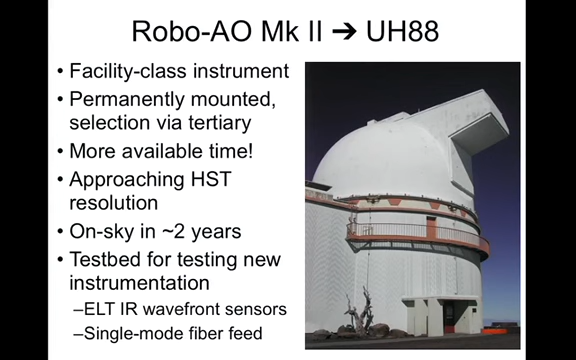 Robo-AO Mk II ➔ UH88
• Facility-class instrument
• Permanently mounted,
selection via tertiary
• More available time!
• Approaching HST
resolution
• On-sky in ~2 years
• Testbed for testing new
instrumentation
–ELT IR wavefront sensors
–Single-mode fiber feed